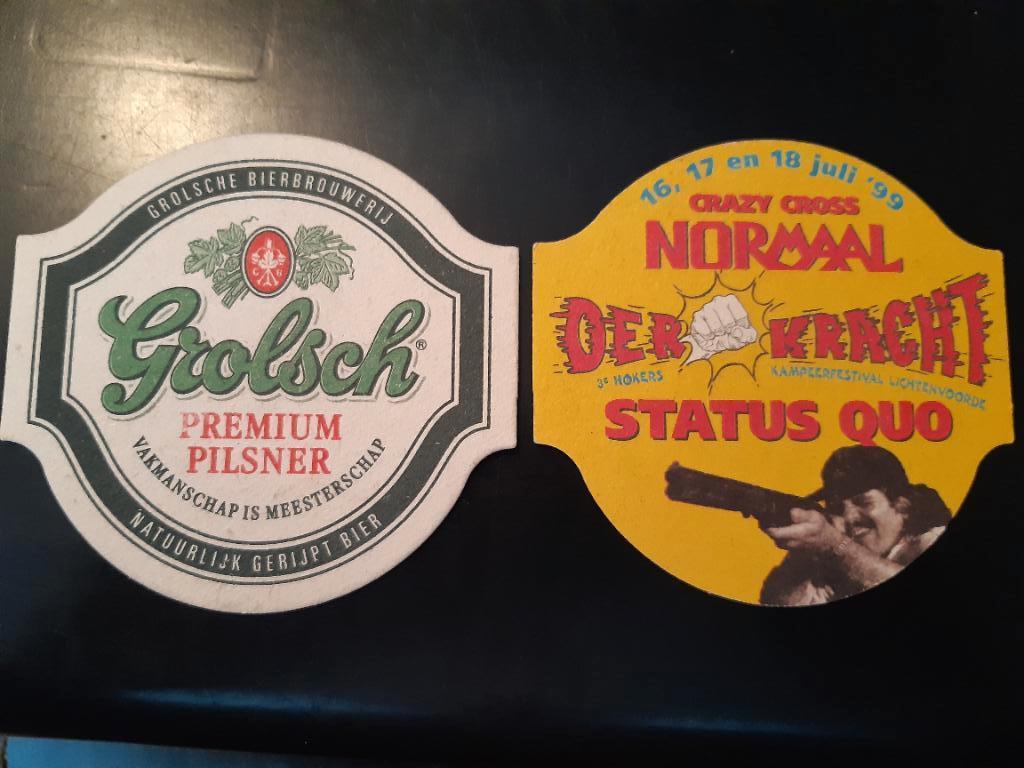 GROLSCHE BIERBROUWERIJ
Grolsch®
PREMIUM
PILSNER
VAKMANSCHAP IS MEESTERSCHAP
NATUURLIJK GERIJPT BIER
16, 17 en 18 juli '99
CRAZY CROSS
NORMAAL
DER KRACHT
3e HOKERS KAMPEERFESTIVAL LICHTENVOORDE
STATUS QUO